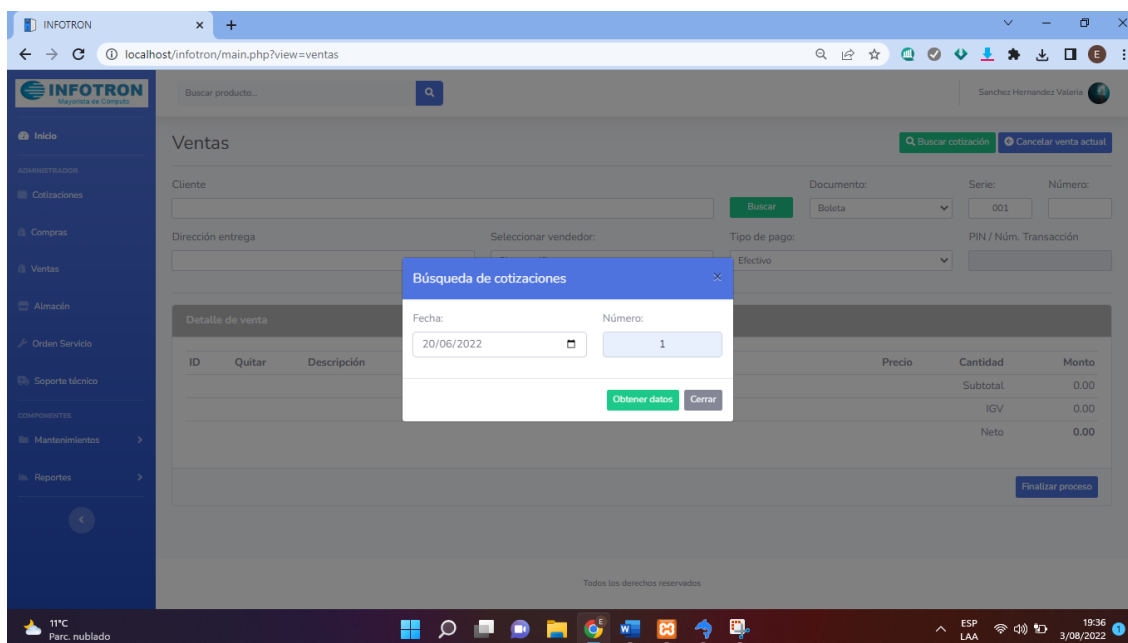 INFOTRON
localhost/infotron/main.php?view=ventas
E
INFOTRON
Mayorista de Cómputo
Buscar producto...
Sanchez Hernandez Valeria
Inicio
ADMINISTRADOR
Cotizaciones
Compras
Ventas
Almacén
Orden Servicio
Soporte técnico
COMPONENTES
Mantenimientos
Reportes
Ventas
Buscar cotización
Cancelar venta actual
Cliente
Documento:
Serie:
Número:
Buscar
Boleta
001
Dirección entrega
Seleccionar vendedor:
Tipo de pago:
PIN / Núm. Transacción
Efectivo
Búsqueda de cotizaciones
×
Fecha:
Número:
20/06/2022
1
Obtener datos
Cerrar
Detalle de venta
ID Quitar Descripción Precio Cantidad Monto
Subtotal 0.00
IGV 0.00
Neto 0.00
Finalizar proceso
Todos los derechos reservados
11°C
Parc. nublado
ESP
LAA
19:36
3/08/2022
1